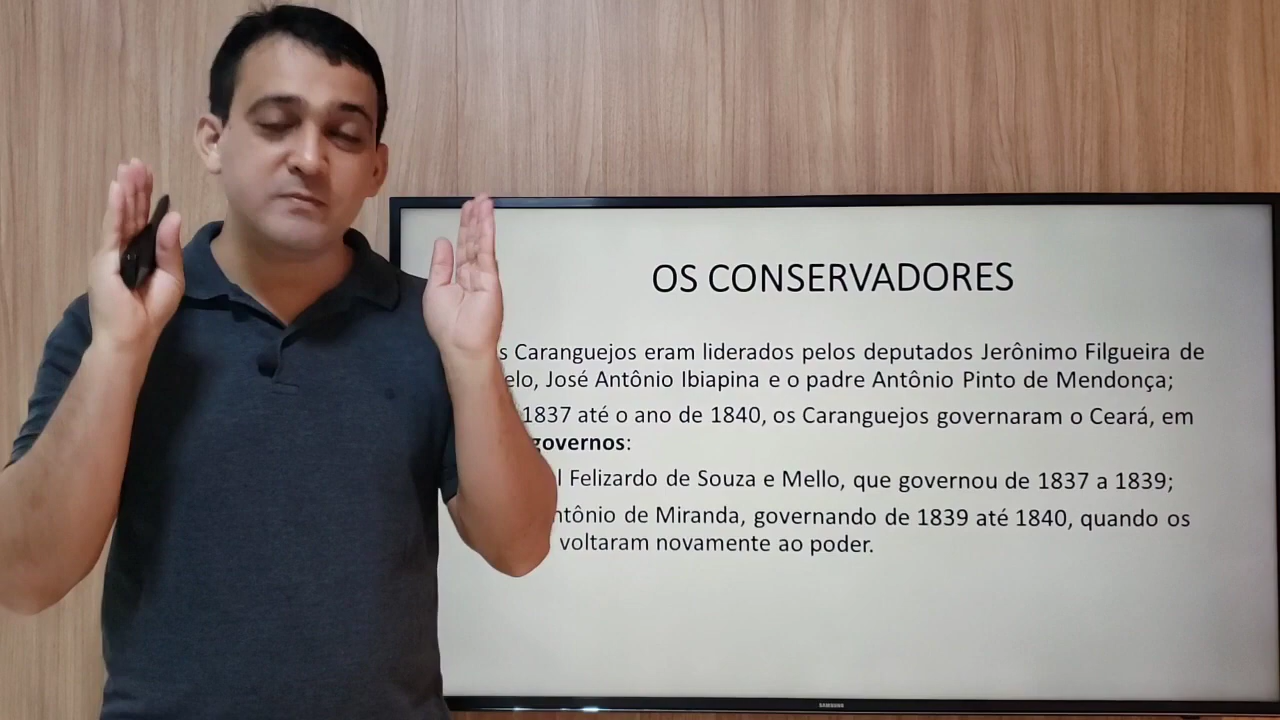 OS CONSERVADORES
Caranguejos eram liderados pelos deputados Jerônimo Filgueira de
José Antônio Ibiapina e o padre Antônio Pinto de Mendonça;
1837 até o ano de 1840, os Caranguejos governaram o Ceará, em
governos:
Felizardo de Souza e Mello, que governou de 1837 a 1839;
de Miranda, governando de 1839 até 1840, quando os
voltaram novamente ao poder.
SAMSUNG